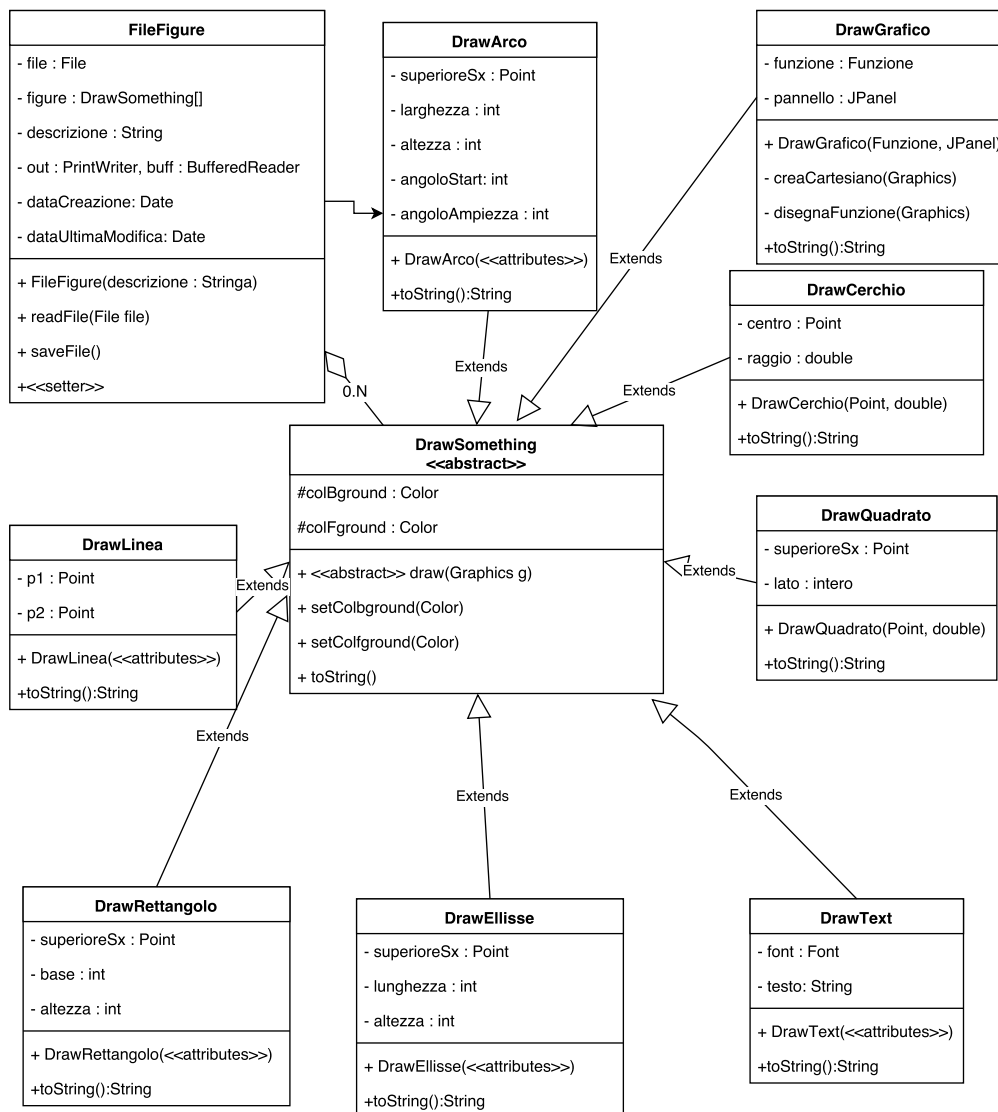 FileFigure
- file : File
- figure : DrawSomething[]
- descrizione : String
- out : PrintWriter, buff : BufferedReader
- dataCreazione: Date
- dataUltimaModifica: Date
+ FileFigure(descrizione : Stringa)
+ readFile(File file)
+ saveFile()
+<<setter>>
DrawArco
- superioreSx : Point
- larghezza : int
- altezza : int
- angoloStart: int
- angoloAmpiezza : int
+ DrawArco(<<attributes>>)
+toString():String
DrawGrafico
- funzione : Funzione
- pannello : JPanel
+ DrawGrafico(Funzione, JPanel)
- creaCartesiano(Graphics)
- disegnaFunzione(Graphics)
+toString():String
Extends
DrawCerchio
- centro : Point
- raggio : double
+ DrawCerchio(Point, double)
+toString():String
Extends
Extends
0.N
DrawSomething
<<abstract>>
#colBground : Color
#colFground : Color
+ <<abstract>> draw(Graphics g)
+ setColbground(Color)
+ setColfground(Color)
+ toString()
DrawLinea
- p1 : Point
- p2 : Point
+ DrawLinea(<<attributes>>)
+toString():String
Extends
DrawQuadrato
- superioreSx : Point
- lato : intero
+ DrawQuadrato(Point, double)
+toString():String
Extends
Extends
Extends
Extends
DrawRettangolo
- superioreSx : Point
- base : int
- altezza : int
+ DrawRettangolo(<<attributes>>)
+toString():String
DrawEllisse
- superioreSx : Point
- lunghezza : int
- altezza : int
+ DrawEllisse(<<attributes>>)
+toString():String
DrawText
- font : Font
- testo: String
+ DrawText(<<attributes>>)
+toString():String